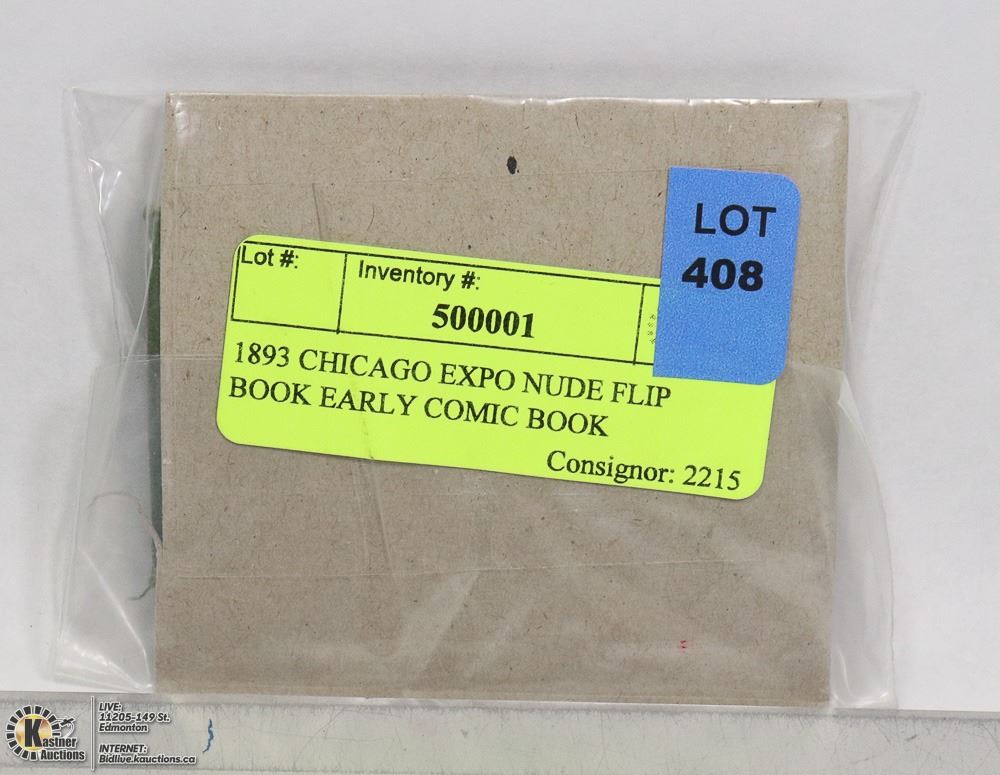 LOT
408
Lot #:
Inventory #:
500001
1893 CHICAGO EXPO NUDE FLIP
BOOK EARLY COMIC BOOK
Consignor: 2215
Kastner
Auctions
LIVE:
11205-149 St.
Edmonton
INTERNET:
Bidlive.kauctions.ca